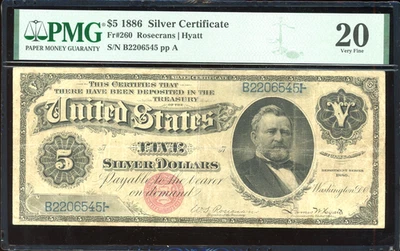 PMG
PAPER MONEY GUARANTY
$5 1886 Silver Certificate
Fr#260 Rosecrans | Hyatt
S/N B2206545 pp A
20
Very Fine
THIS CERTIFIES THAT
THERE HAVE BEEN DEPOSITED IN THE
TREASURY
OF THE
B2206545
United States
FIVE
5
SILVER DOLLARS
V
Payable to the bearer
on demand
Washington, D.C.
B2206545